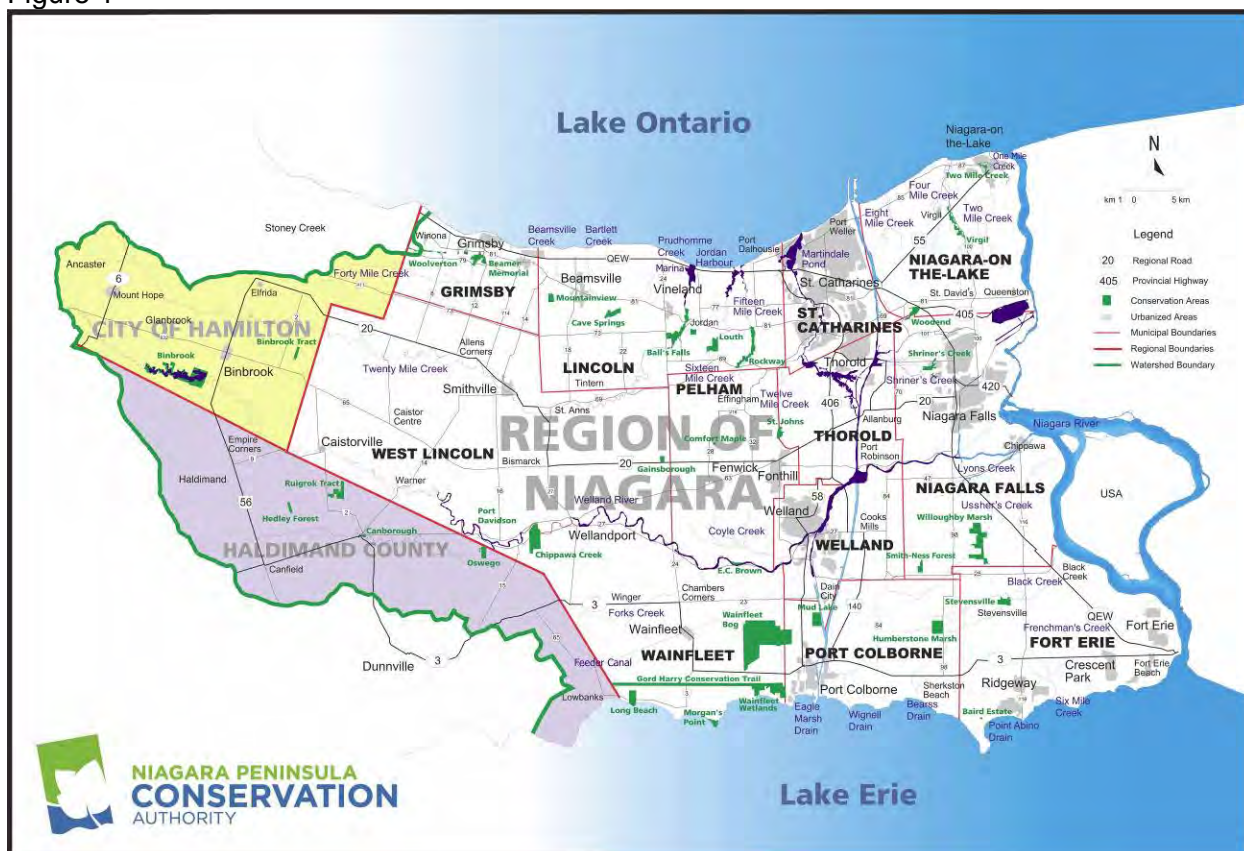 Lake Ontario
Niagara-on
the-Lake
One Mile
Creek
Two Mile Creek
N
km 1 0 5 km
Legend
20 Regional Road
405 Provincial Highway
Conservation Areas
Urbanized Areas
Municipal Boundaries
Regional Boundaries
Watershed Boundary
Four
Mile Creek
Two
Mile Creek
Virgil
Virgil
Eight
Mile Creek
55
NIAGARA-ON
THE-LAKE
St. David's
Queenston
405
Port
Weller
Port
Dalhousie
Martindale
Pond
St. Catharines
ST.
CATHARINES
Woodend
Stoney Creek
Winona
Grimsby
QEW
Woolverton
Beamer
Memorial
GRIMSBY
Forty Mile Creek
Beamsville
Creek
Bartlett
Creek
Beamsville
Prudhomme
Creek
Jordan
Harbour
Marina
Vineland
Mountainview
Cave Springs
Jordan
Louth
Ball's Falls
Rockway
Fifteen
Mile Creek
Sixteen
Mile Creek
LINCOLN
Tintern
Ancaster
6
Mount Hope
Glanbrook
Elfrida
CITY OF HAMILTON
Binbrook Tract
Binbrook
Binbrook
20
Allens
Corners
Twenty Mile Creek
Smithville
St. Anns
PELHAM
Effingham
Twelve
Mile Creek
St. Johns
Comfort Maple
Thorold
406
THOROLD
Allanburg
Port
Robinson
20
Shriner's Creek
Shriner's Creek
420
Niagara Falls
Chippawa
Niagara River
USA
Lyons Creek
NIAGARA FALLS
Ussher's Creek
Willoughby Marsh
Smith-Ness Forest
REGION OF
NIAGARA
Caistor
Centre
Caistorville
WEST LINCOLN
Bismarck
20
Gainsborough
Fenwick
Fonthill
58
Warner
Empire
Corners
Haldimand
56
Ruigrok Tract
Hedley Forest
Canborough
HALDIMAND COUNTY
Canfield
Port
Davidson
Oswego
Welland River
Wellandport
Chippawa Creek
Coyle Creek
Welland
WELLAND
Cooks
Mills
E.C. Brown
Chambers
Corners
Winger
3
Forks Creek
Wainfleet
Wainfleet
Bog
WAINFLEET
Dain
City
Mud Lake
140
Humberstone Marsh
PORT COLBORNE
Black Creek
Black
Creek
Stevensville
Stevensville
QEW
Frenchman's Creek
FORT ERIE
Fort Erie
Fort Erie
Beach
Crescent
Park
3
Ridgeway
Dunnville
3
Feeder Canal
Lowbanks
Gord Harry Conservation Trail
Long Beach
Morgan's
Point
Wainfleet
Wetlands
Port Colborne
Eagle
Marsh
Drain
Wignell
Drain
Bearss
Drain
Sherkston
Beach
Baird Estate
Point Abino
Drain
Six Mile
Creek
Lake Erie
NIAGARA PENINSULA
CONSERVATION
AUTHORITY